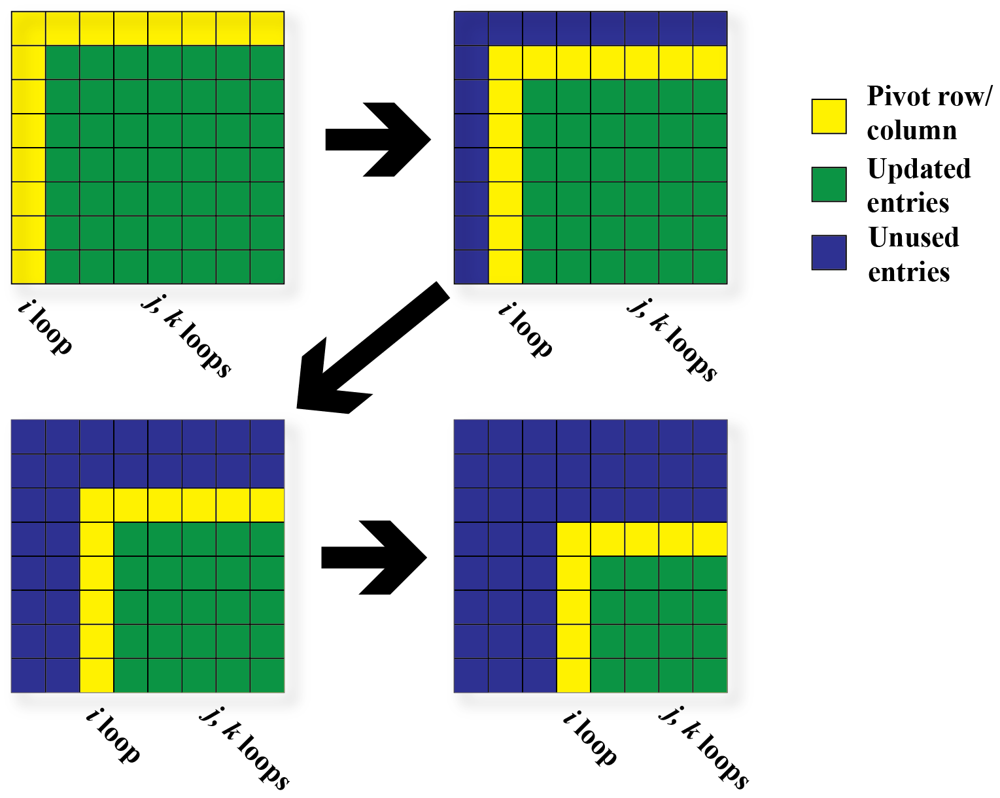 Pivot row/
column
Updated
entries
Unused
entries
i loop
j, k loops
i loop
j, k loops
i loop
j, k loops
i loop
j, k loops